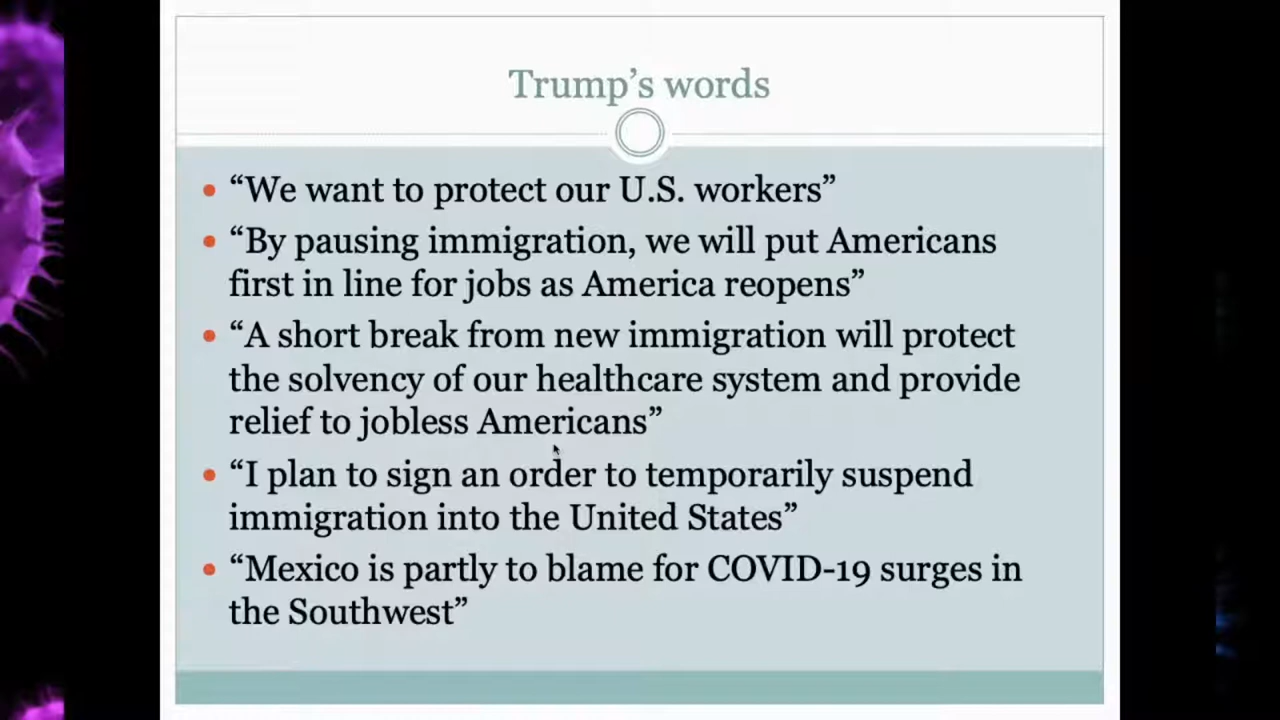 Trump’s words
• “We want to protect our U.S. workers”
• “By pausing immigration, we will put Americans
first in line for jobs as America reopens”
• “A short break from new immigration will protect
the solvency of our healthcare system and provide
relief to jobless Americans”
• “I plan to sign an order to temporarily suspend
immigration into the United States”
• “Mexico is partly to blame for COVID-19 surges in
the Southwest”